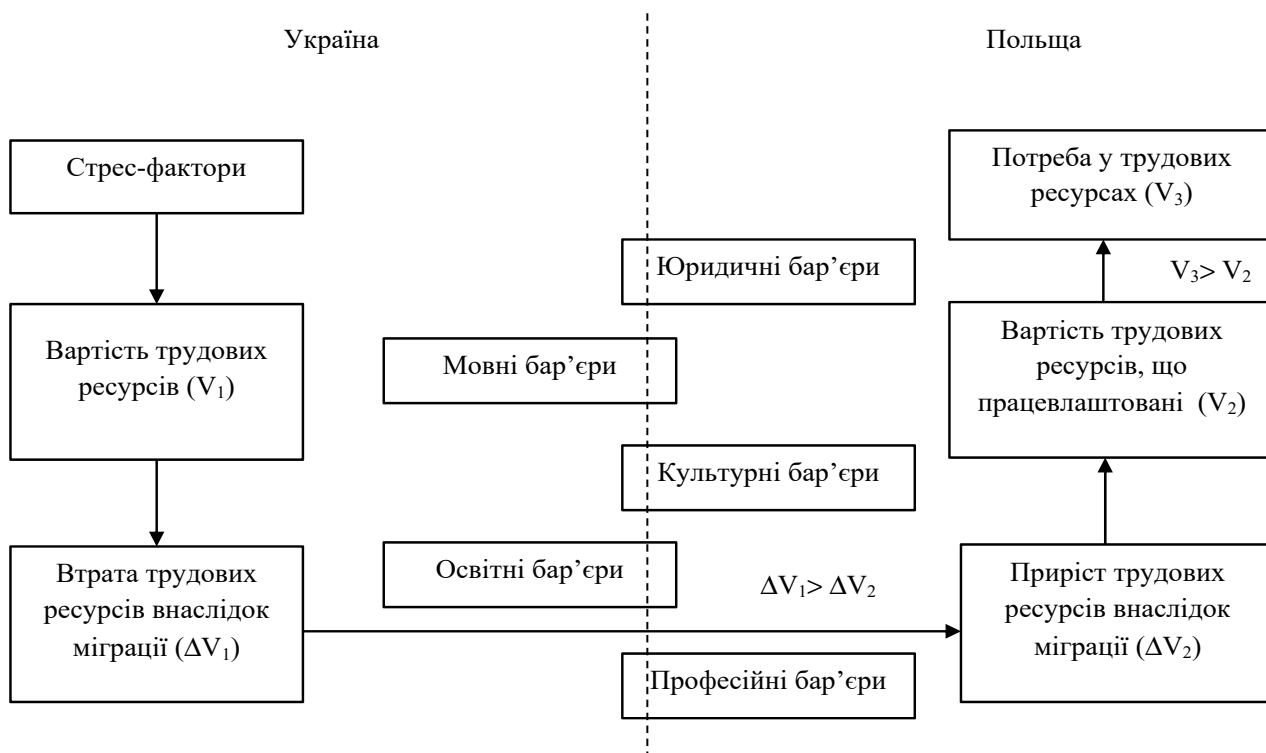 Україна
Польща
Стрес-фактори
Потреба у трудових
ресурсах (V₃)
Юридичні бар’єри
V₃> V₂
Вартість трудових
ресурсів (V₁)
Мовні бар’єри
Вартість трудових
ресурсів, що
працевлаштовані (V₂)
Культурні бар’єри
Втрата трудових
ресурсів внаслідок
міграції (ΔV₁)
Освітні бар’єри
ΔV₁> ΔV₂
Приріст трудових
ресурсів внаслідок
міграції (ΔV₂)
Професійні бар’єри